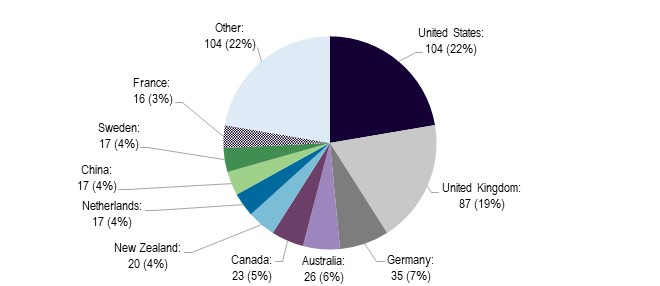 United States:
104 (22%)
United Kingdom:
87 (19%)
Germany:
35 (7%)
Australia:
26 (6%)
Canada:
23 (5%)
New Zealand:
20 (4%)
Netherlands:
17 (4%)
China:
17 (4%)
Sweden:
17 (4%)
France:
16 (3%)
Other:
104 (22%)